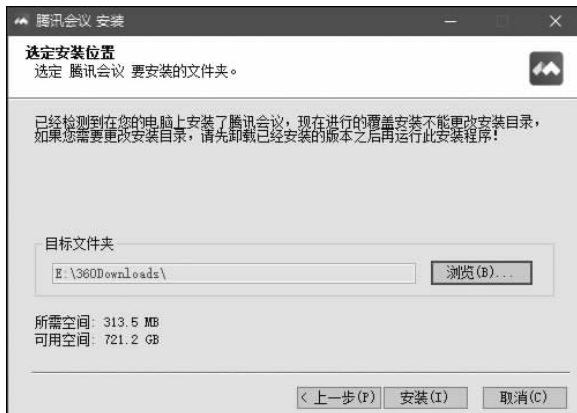 腾讯会议 安装
选定安装位置
选定 腾讯会议 要安装的文件夹。
已经检测到在您的电脑上安装了腾讯会议，现在进行的覆盖安装不能更改安装目录，
如果您需要更改安装目录，请先卸载已经安装的版本之后再运行此安装程序！
目标文件夹
E:\360Downloads\
浏览(B)...
所需空间: 313.5 MB
可用空间: 721.2 GB
< 上一步(P)
安装(I)
取消(C)